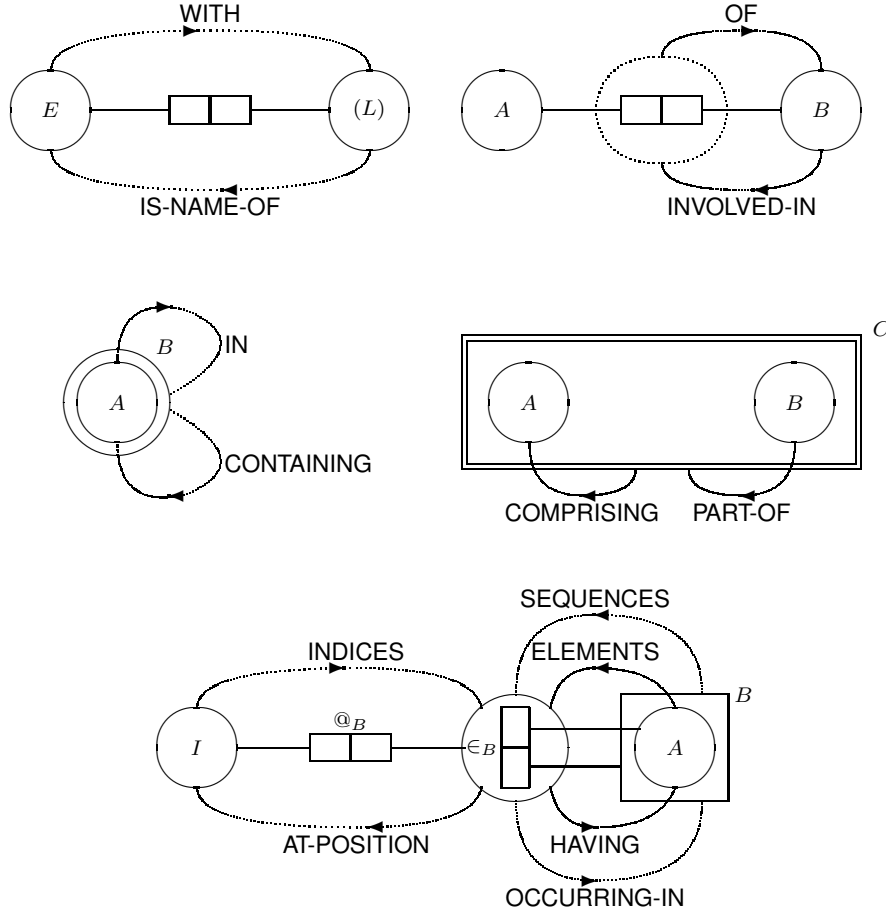 WITH OF
E (L) A B
IS-NAME-OF INVOLVED-IN
B IN C
A A B
CONTAINING
COMPRISING PART-OF
SEQUENCES
INDICES ELEMENTS
@B B
I ∈B A
AT-POSITION HAVING
OCCURRING-IN